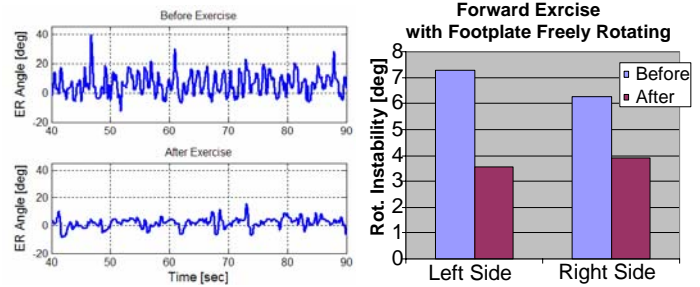 Before Exercise
ER Angle [deg]
40
20
0
-20
40 50 60 70 80 90
After Exercise
ER Angle [deg]
40
20
0
-20
40 50 60 70 80 90
Time [sec]
Forward Exrcise
with Footplate Freely Rotating
Rot. Instability [deg]
8
7
6
5
4
3
2
1
0
Before
After
Left Side Right Side